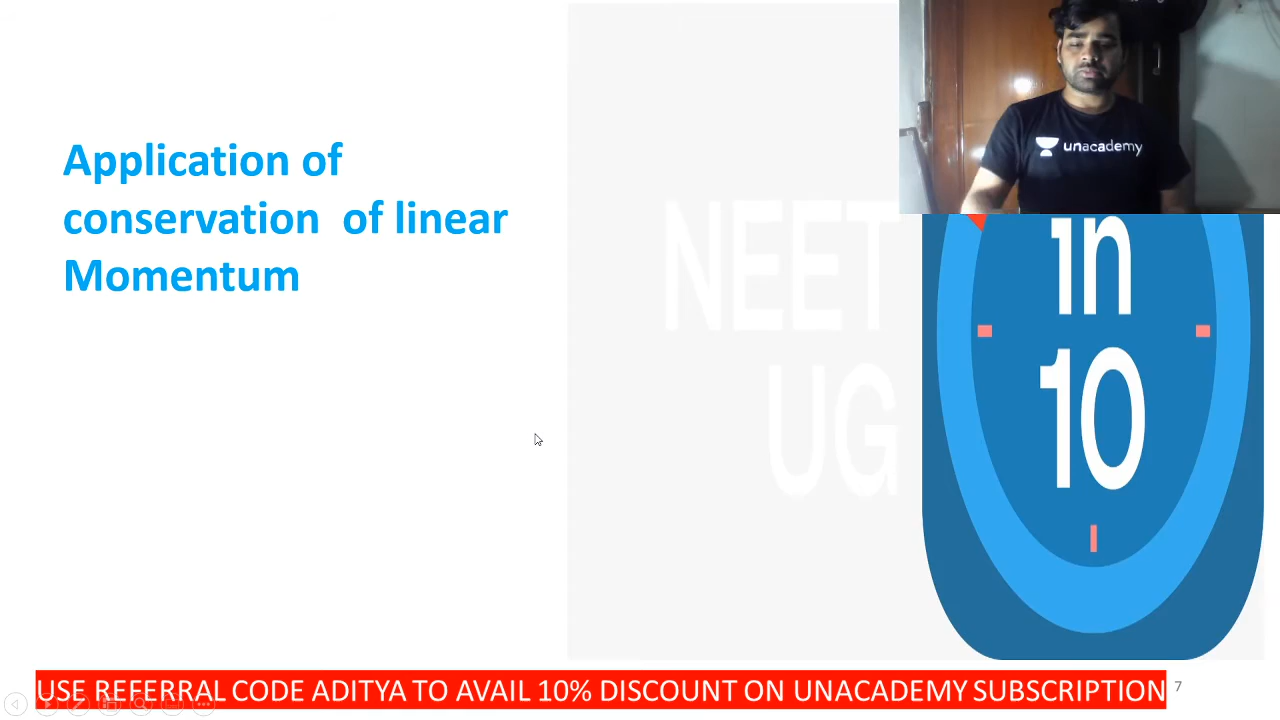 Application of
conservation of linear
Momentum
unacademy
NEET
UG
in
10
USE REFERRAL CODE ADITYA TO AVAIL 10% DISCOUNT ON UNACADEMY SUBSCRIPTION
7